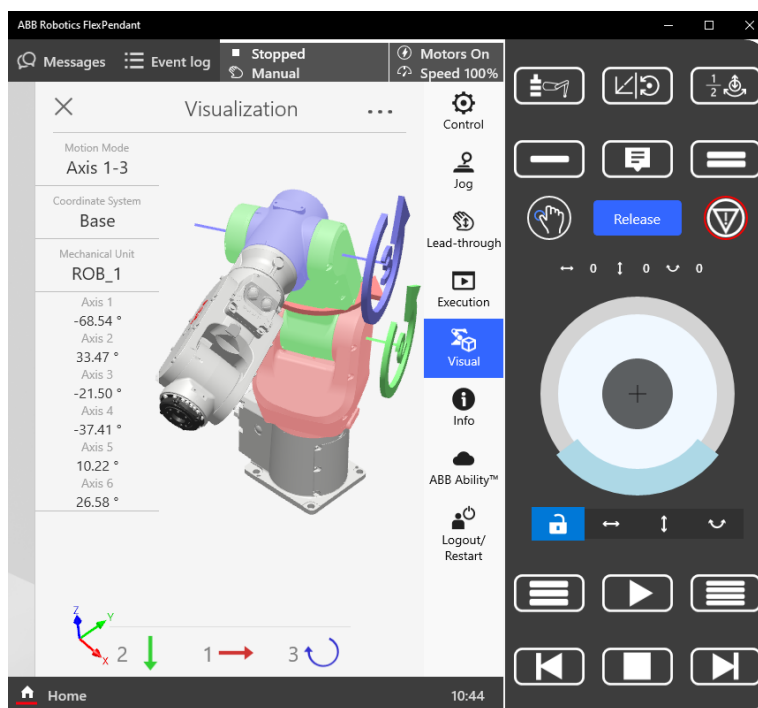 ABB Robotics FlexPendant
Messages
Event log
Stopped
Manual
Motors On
Speed 100%
Visualization
Motion Mode
Axis 1-3
Coordinate System
Base
Mechanical Unit
ROB_1
Axis 1
-68.54 °
Axis 2
33.47 °
Axis 3
-21.50 °
Axis 4
-37.41 °
Axis 5
10.22 °
Axis 6
26.58 °
Z
Y
X
2
1
3
Control
Jog
Lead-through
Execution
Visual
Info
ABB Ability™
Logout/
Restart
Home
10:44
1
2
Release
0 0 0